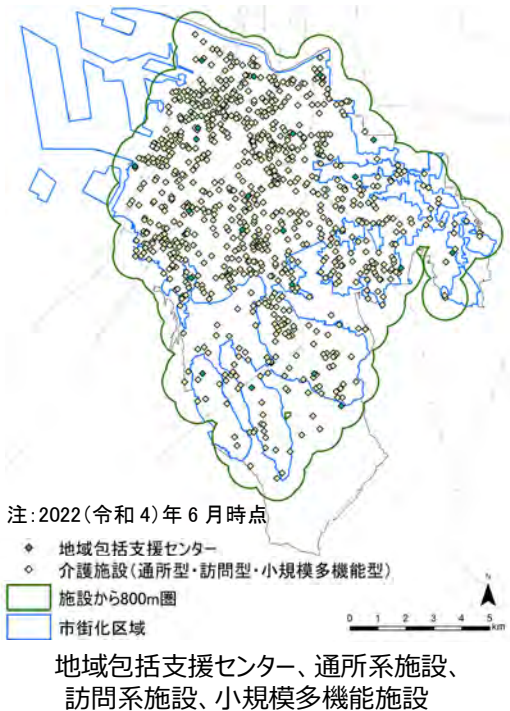 注:2022(令和4)年6月時点
地域包括支援センター
介護施設(通所型・訪問型・小規模多機能型)
施設から800m圏
市街化区域
N
0 1 2 3 4 5
km
地域包括支援センター、通所系施設、
訪問系施設、小規模多機能施設